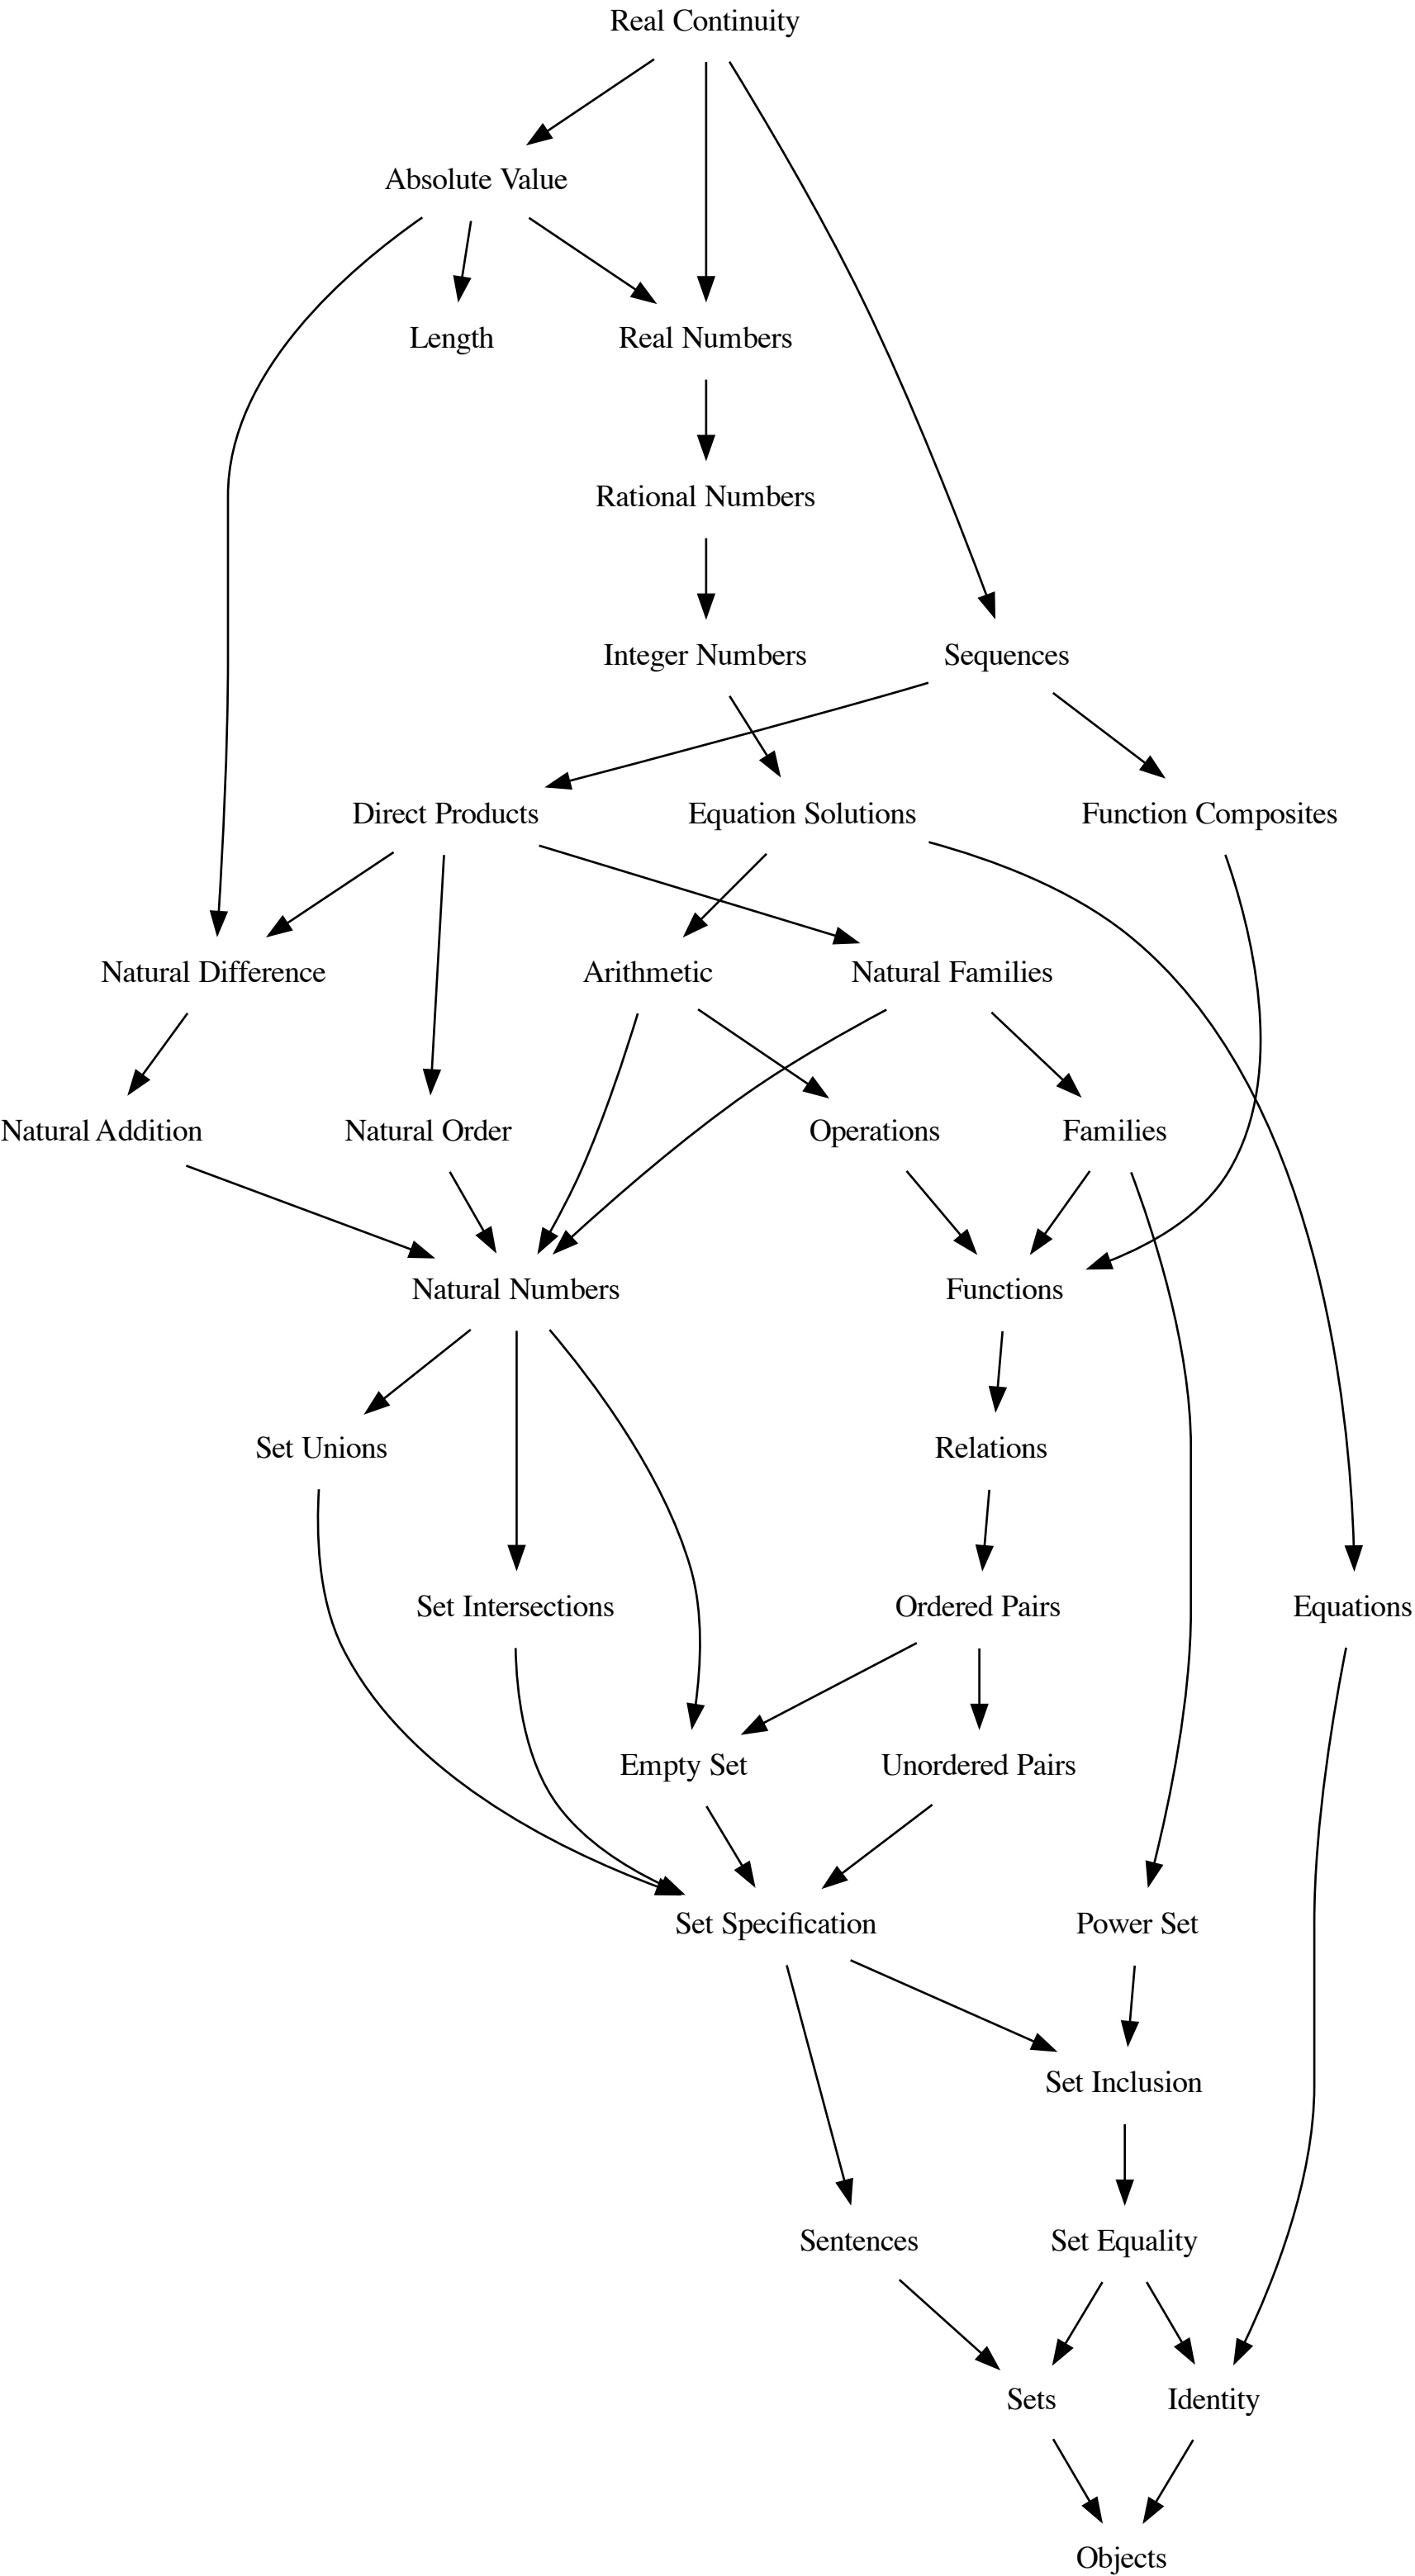 Real Continuity
Absolute Value
Length
Real Numbers
Rational Numbers
Integer Numbers
Sequences
Direct Products
Equation Solutions
Function Composites
Natural Difference
Arithmetic
Natural Families
Natural Addition
Natural Order
Operations
Families
Natural Numbers
Functions
Set Unions
Relations
Set Intersections
Ordered Pairs
Equations
Empty Set
Unordered Pairs
Set Specification
Power Set
Set Inclusion
Sentences
Set Equality
Sets
Identity
Objects